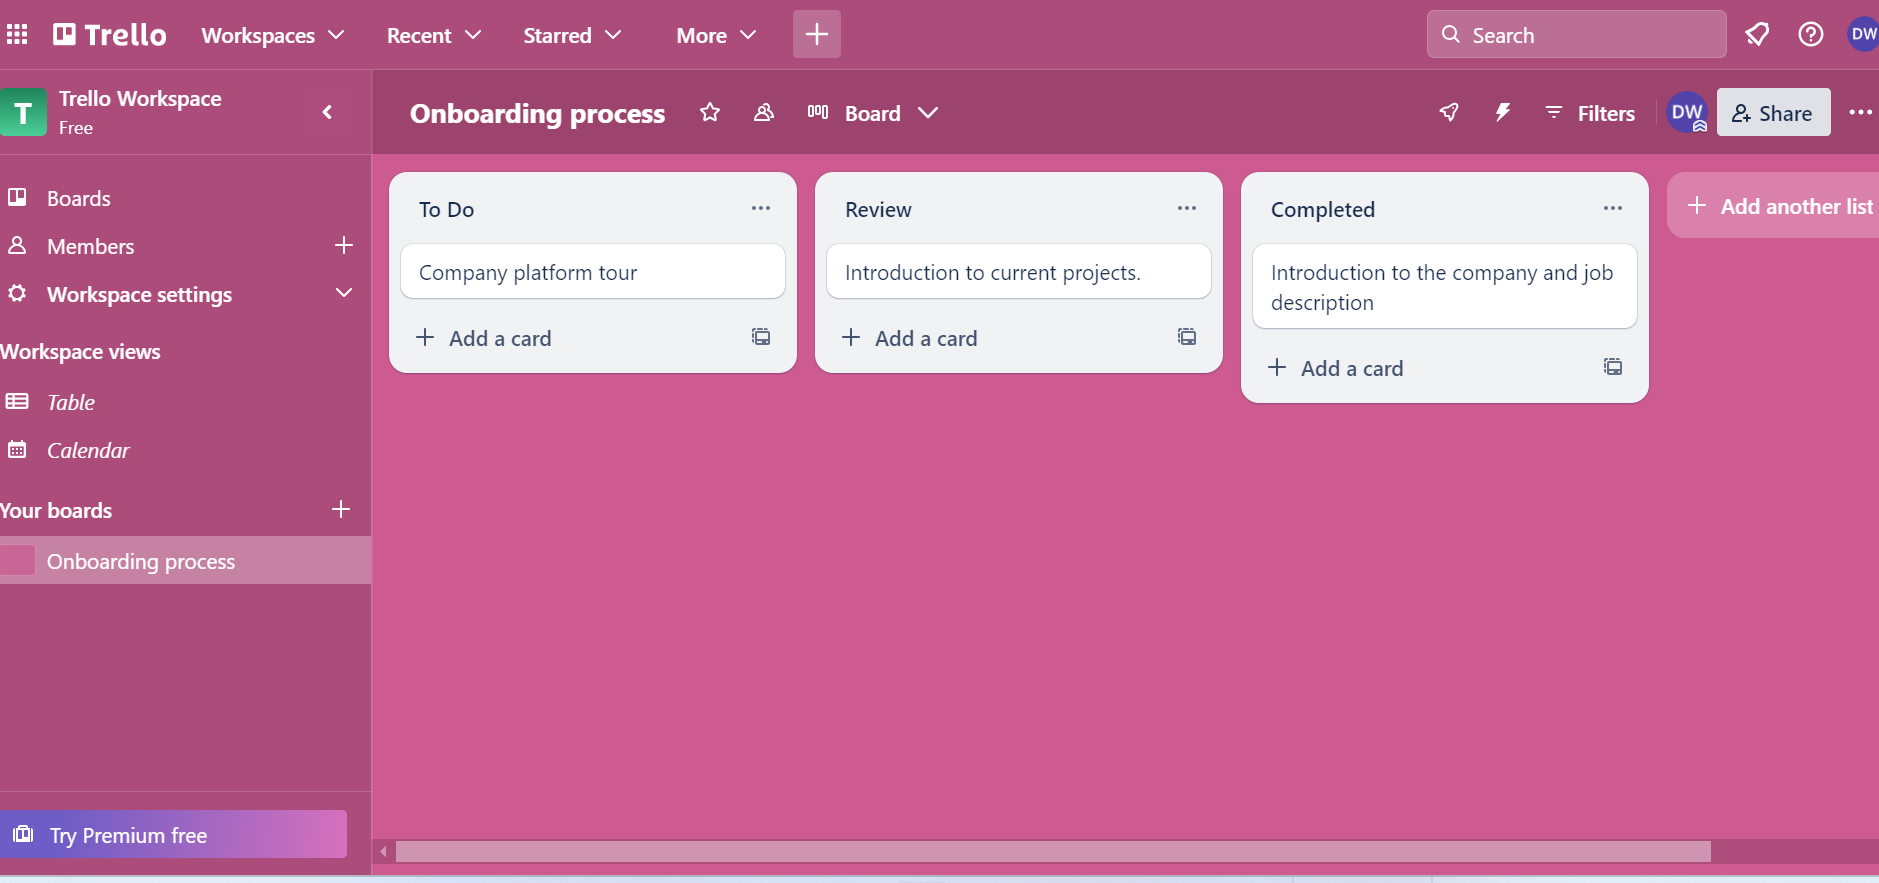 Trello Workspaces Recent Starred More Search DW
T Trello Workspace
Free
Onboarding process Board Filters DW Share
Boards
Members
Workspace settings
Workspace views
Table
Calendar
Your boards
Onboarding process
Try Premium free
To Do
Company platform tour
Add a card
Review
Introduction to current projects.
Add a card
Completed
Introduction to the company and job
description
Add a card
Add another list